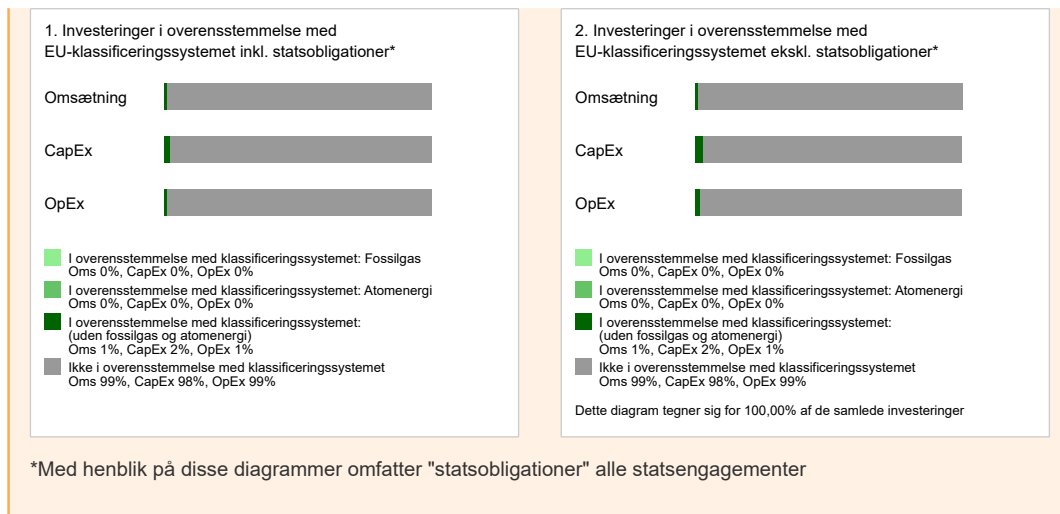 1. Investeringer i overensstemmelse med
EU-klassificeringssystemet inkl. statsobligationer*
Omsætning
CapEx
OpEx
I overensstemmelse med klassificeringssystemet: Fossilgas
Oms 0%, CapEx 0%, OpEx 0%
I overensstemmelse med klassificeringssystemet: Atomenergi
Oms 0%, CapEx 0%, OpEx 0%
I overensstemmelse med klassificeringssystemet:
(uden fossilgas og atomenergi)
Oms 1%, CapEx 2%, OpEx 1%
Ikke i overensstemmelse med klassificeringssystemet
Oms 99%, CapEx 98%, OpEx 99%
2. Investeringer i overensstemmelse med
EU-klassificeringssystemet ekskl. statsobligationer*
Omsætning
CapEx
OpEx
I overensstemmelse med klassificeringssystemet: Fossilgas
Oms 0%, CapEx 0%, OpEx 0%
I overensstemmelse med klassificeringssystemet: Atomenergi
Oms 0%, CapEx 0%, OpEx 0%
I overensstemmelse med klassificeringssystemet:
(uden fossilgas og atomenergi)
Oms 1%, CapEx 2%, OpEx 1%
Ikke i overensstemmelse med klassificeringssystemet
Oms 99%, CapEx 98%, OpEx 99%
Dette diagram tegner sig for 100,00% af de samlede investeringer
*Med henblik på disse diagrammer omfatter "statsobligationer" alle statsengagementer